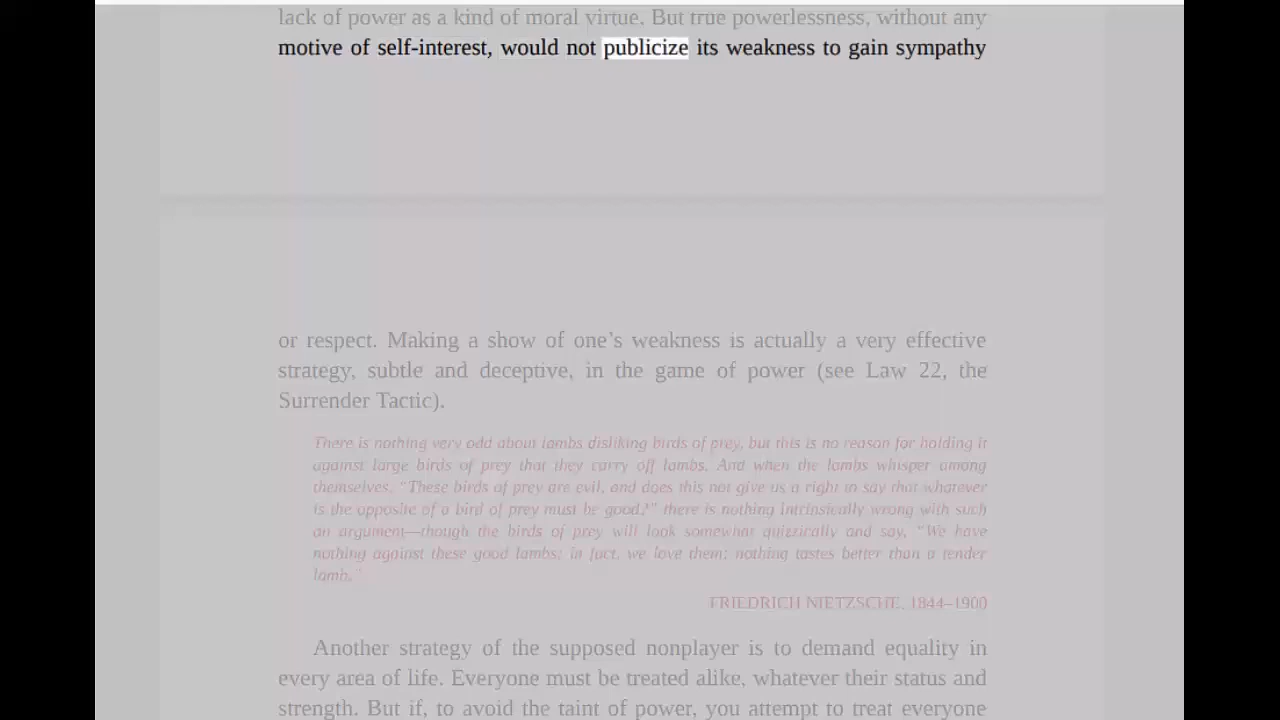 lack of power as a kind of moral virtue. But true powerlessness, without any
motive of self-interest, would not publicize its weakness to gain sympathy
or respect. Making a show of one’s weakness is actually a very effective
strategy, subtle and deceptive, in the game of power (see Law 22, the
Surrender Tactic).
There is nothing very odd about lambs disliking birds of prey, but this is no reason for holding it
against large birds of prey that they carry off lambs. And when the lambs whisper among
themselves, “These birds of prey are evil, and does this not give us a right to say that whatever
is the opposite of a bird of prey must be good?” there is nothing intrinsically wrong with such
an argument—though the birds of prey will look somewhat quizzically and say, “We have
nothing against these good lambs; in fact, we love them; nothing tastes better than a tender
lamb.”
FRIEDRICH NIETZSCHE, 1844–1900
Another strategy of the supposed nonplayer is to demand equality in
every area of life. Everyone must be treated alike, whatever their status and
strength. But if, to avoid the taint of power, you attempt to treat everyone